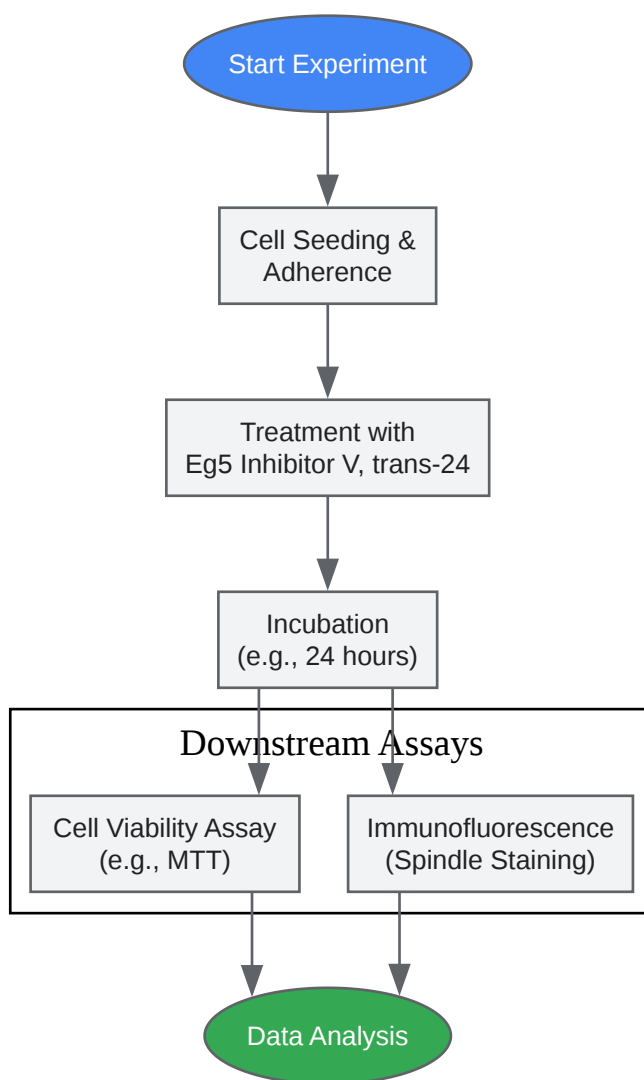 Start Experiment
Cell Seeding &
Adherence
Treatment with
Eg5 Inhibitor V, trans-24
Incubation
(e.g., 24 hours)
Downstream Assays
Cell Viability Assay
(e.g., MTT)
Immunofluorescence
(Spindle Staining)
Data Analysis